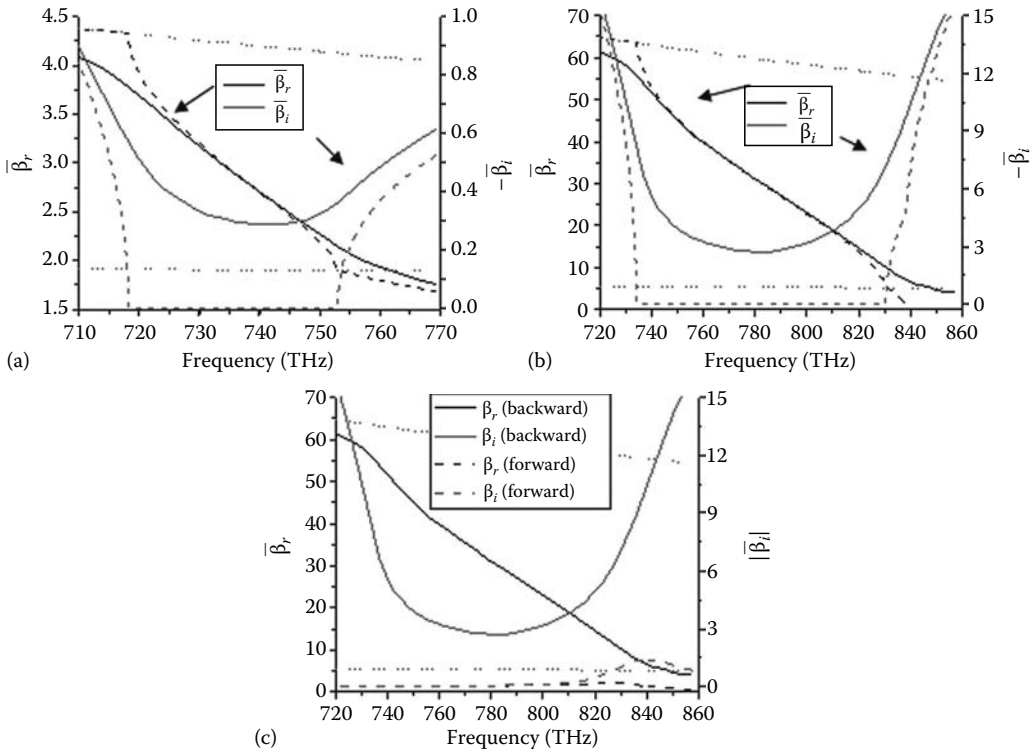 4.5
4.0
3.5
3.0
2.5
2.0
1.5
β̅r
1.0
0.8
0.6
0.4
0.2
0.0
−β̅i
β̅r
β̅i
710 720 730 740 750 760 770
Frequency (THz)
(a)
70
60
50
40
30
20
10
0
β̅r
15
12
9
6
3
0
−β̅i
β̅r
β̅i
720 740 760 780 800 820 840 860
Frequency (THz)
(b)
70
60
50
40
30
20
10
0
β̅r
15
12
9
6
3
0
|β̅i|
βr (backward)
βi (backward)
βr (forward)
βi (forward)
720 740 760 780 800 820 840 860
Frequency (THz)
(c)